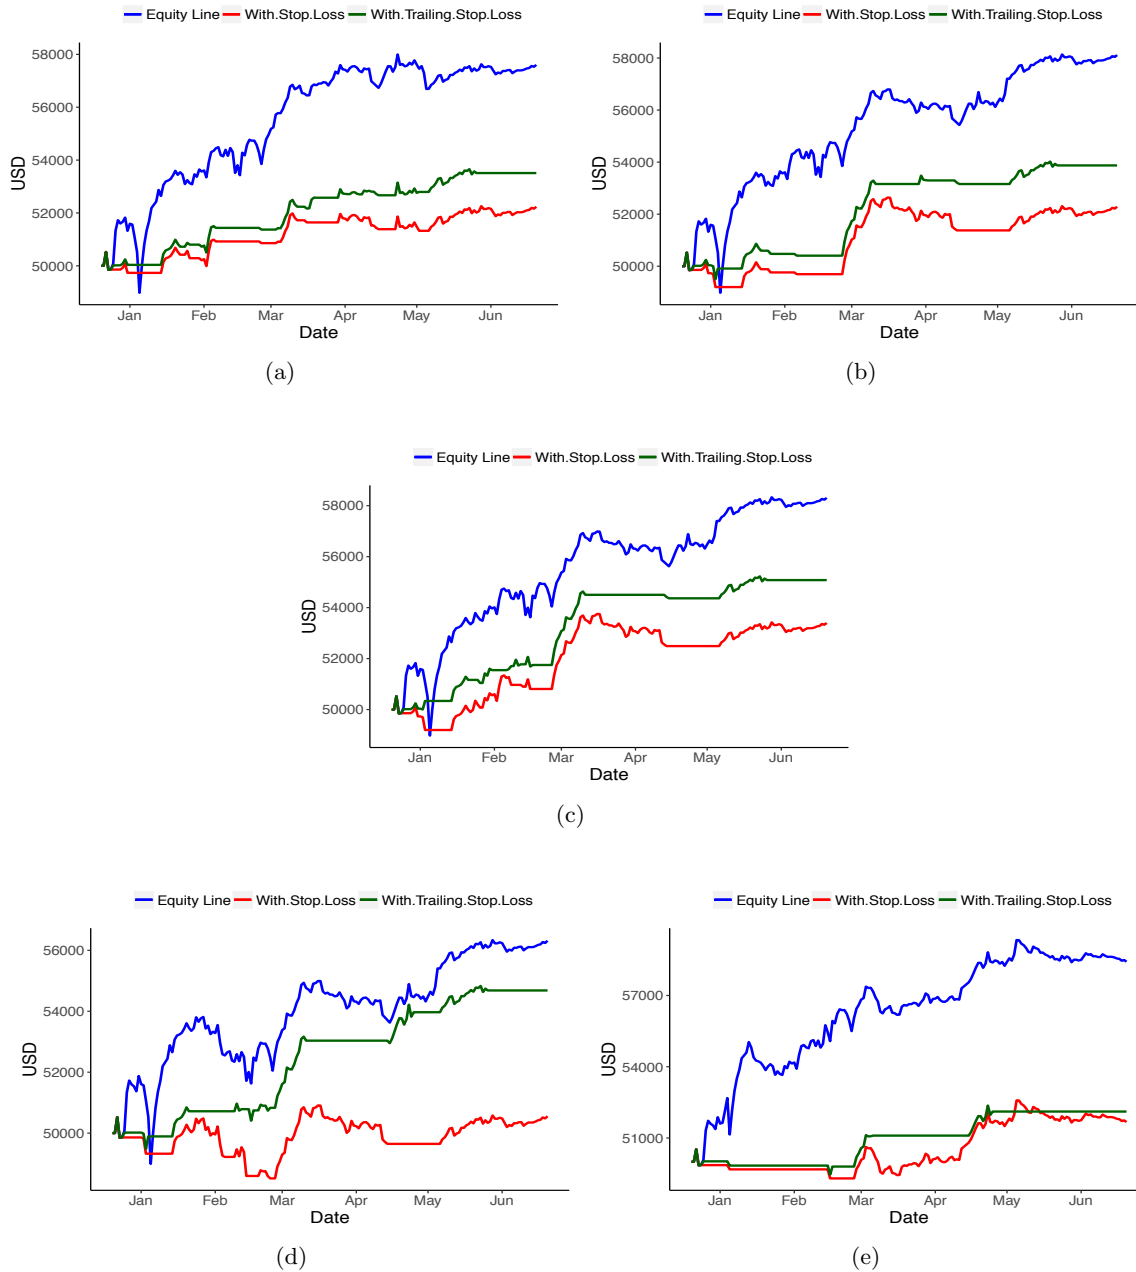 Equity Line With.Stop.Loss With.Trailing.Stop.Loss
58000
56000
54000
52000
50000
USD
Jan Feb Mar Apr May Jun
Date
(a)
Equity Line With.Stop.Loss With.Trailing.Stop.Loss
58000
56000
54000
52000
50000
USD
Jan Feb Mar Apr May Jun
Date
(b)
Equity Line With.Stop.Loss With.Trailing.Stop.Loss
58000
56000
54000
52000
50000
USD
Jan Feb Mar Apr May Jun
Date
(c)
Equity Line With.Stop.Loss With.Trailing.Stop.Loss
56000
54000
52000
50000
USD
Jan Feb Mar Apr May Jun
Date
(d)
Equity Line With.Stop.Loss With.Trailing.Stop.Loss
57000
54000
51000
USD
Jan Feb Mar Apr May Jun
Date
(e)